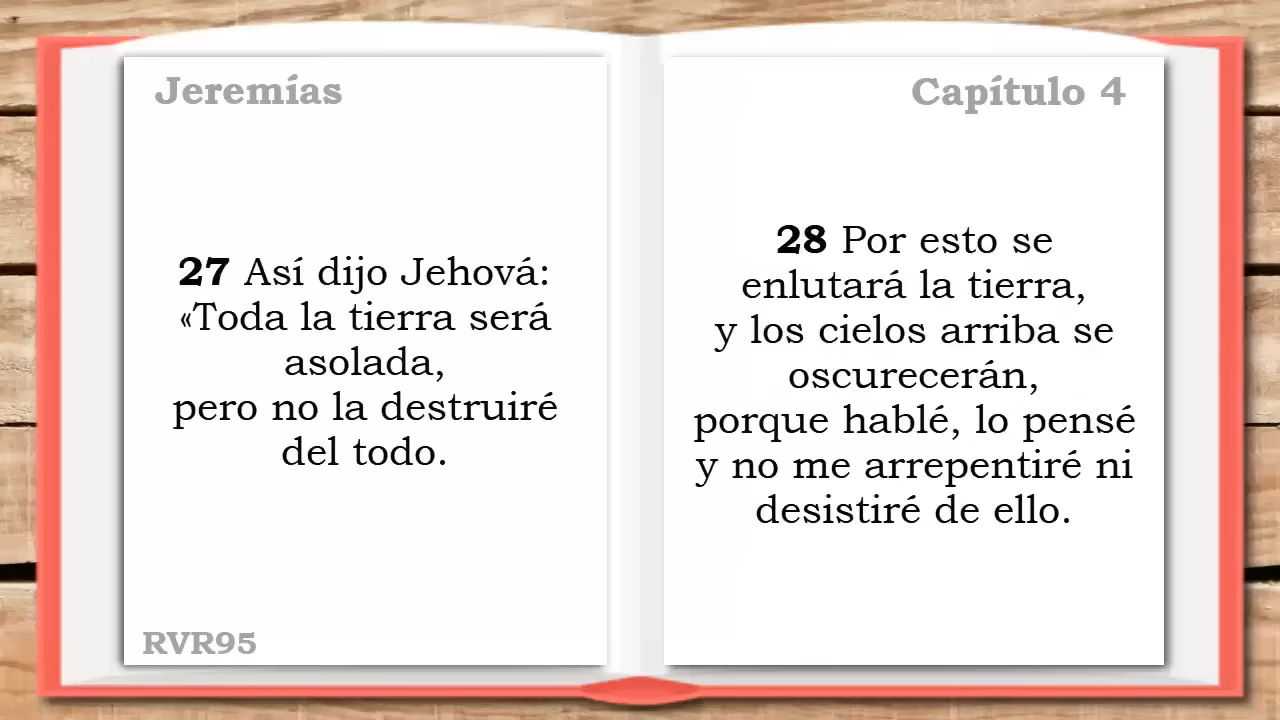 Jeremías
27 Así dijo Jehová:
«Toda la tierra será
asolada,
pero no la destruiré
del todo.
RVR95
Capítulo 4
28 Por esto se
enlutará la tierra,
y los cielos arriba se
oscurecerán,
porque hablé, lo pensé
y no me arrepentiré ni
desistiré de ello.